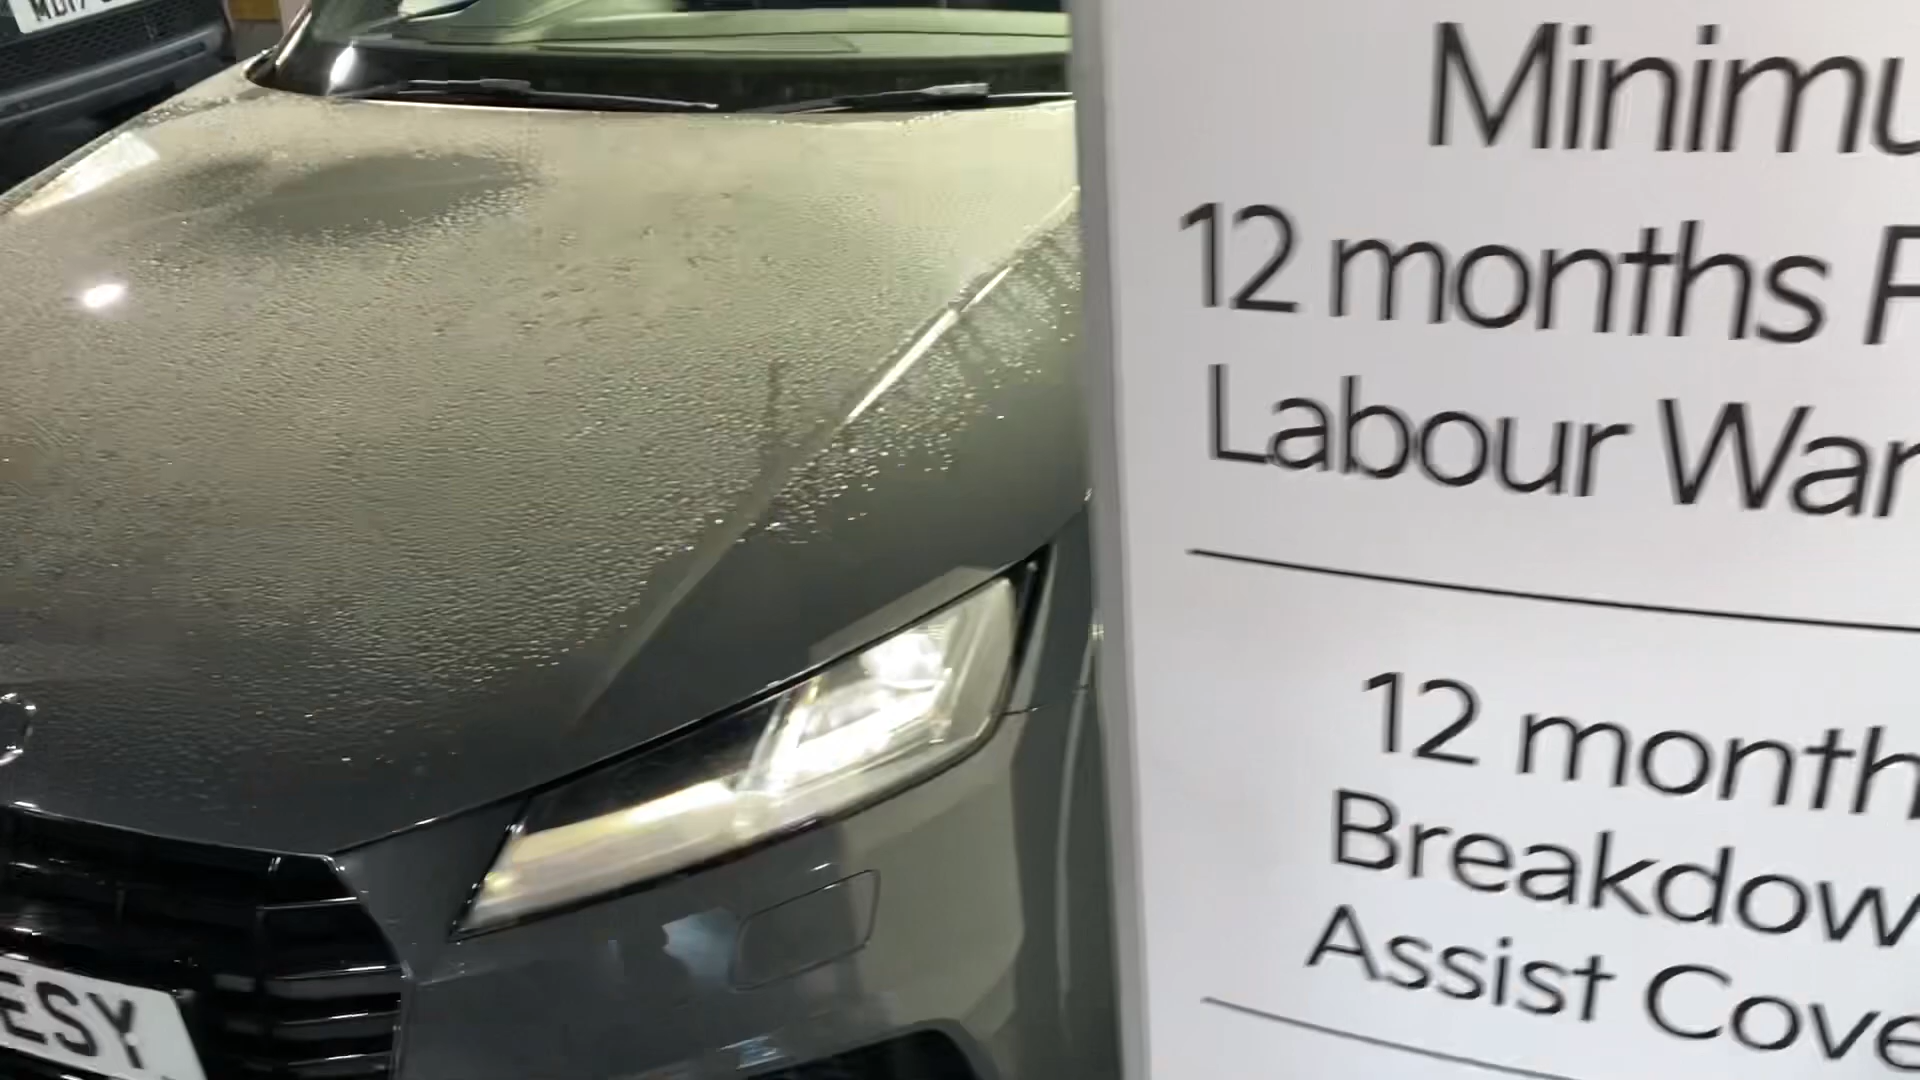 Minimu
12 months
Labour War
12 month
Breakdow
Assist Cove
ESY